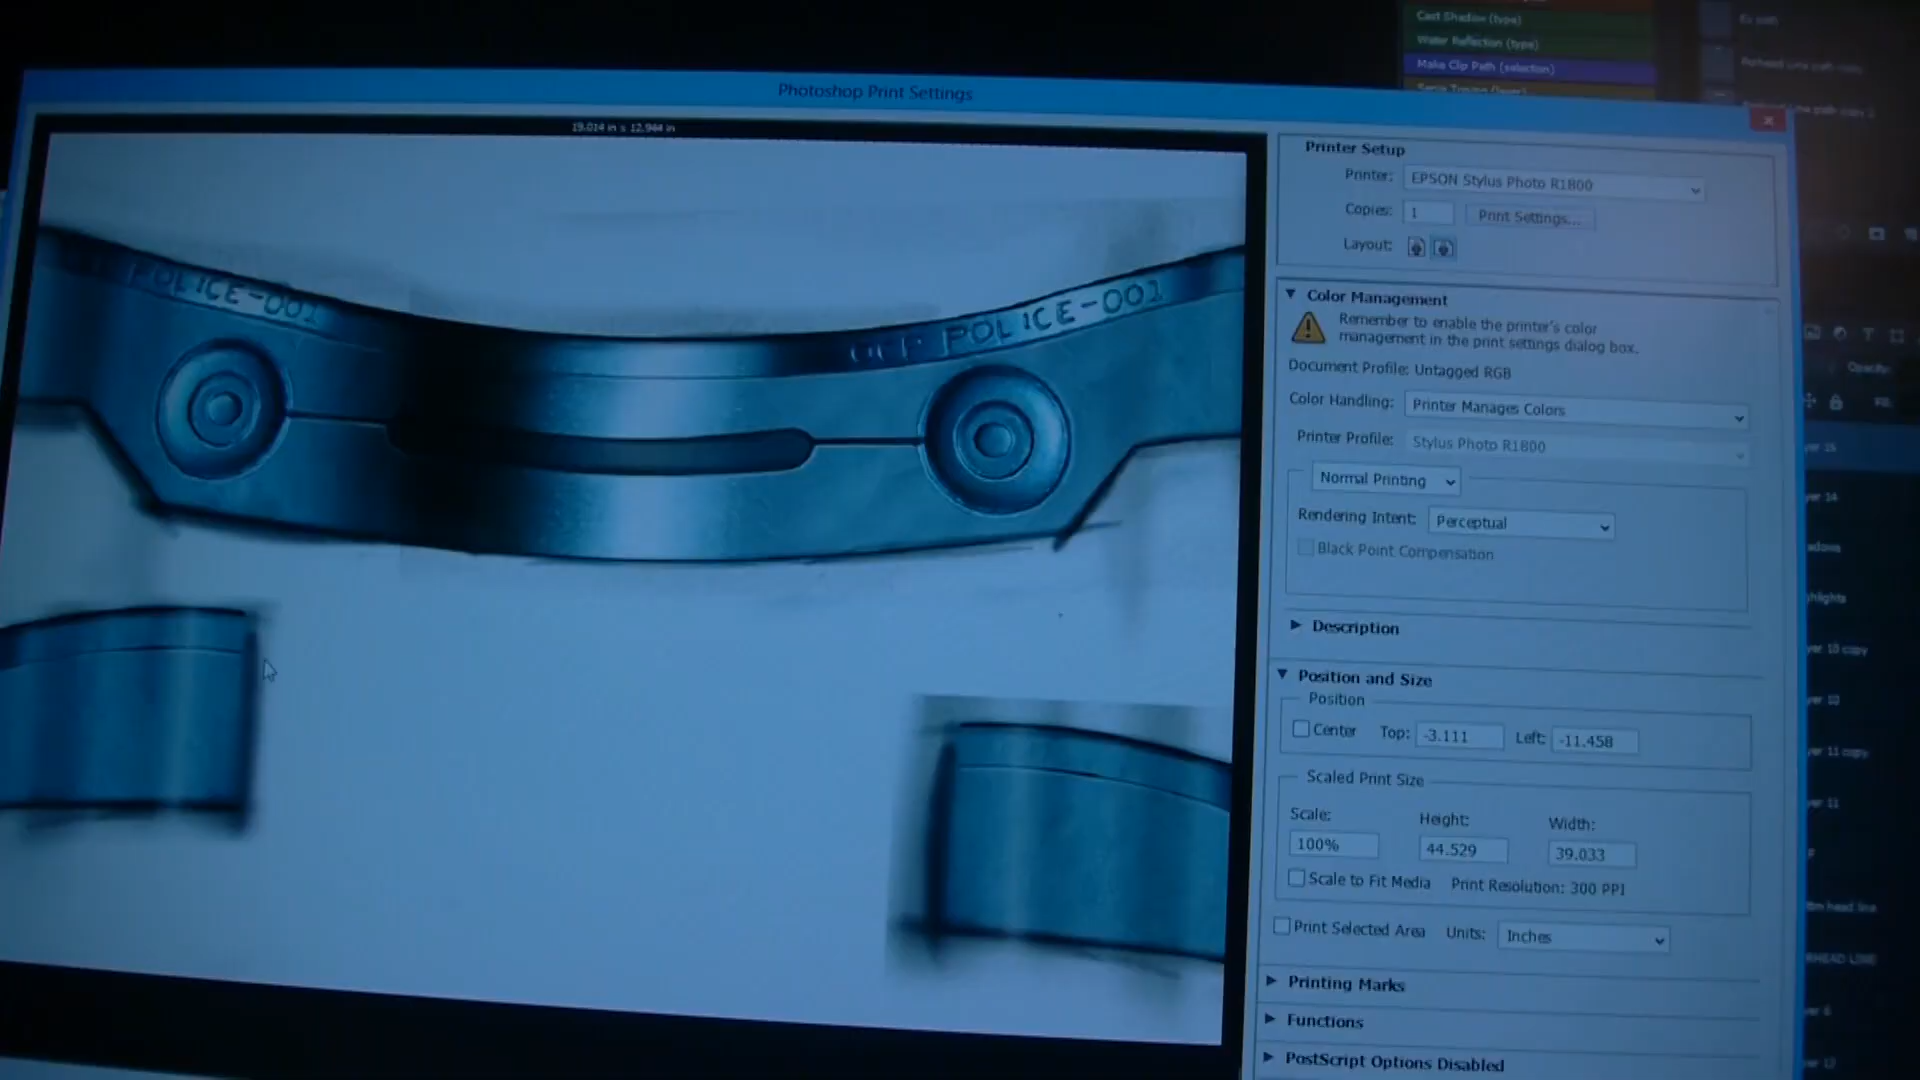 Cast Shadow (type)
Water Reflection (type)
Make Clip Path (selection)
Photoshop Print Settings
19.014 in x 12.944 in
Printer Setup
Printer: EPSON Stylus Photo R1800
Copies: 1 Print Settings...
Layout:
Color Management
Remember to enable the printer's color
management in the print settings dialog box.
Document Profile: Untagged RGB
Color Handling: Printer Manages Colors
Printer Profile: Stylus Photo R1800
Normal Printing
Rendering Intent: Perceptual
Black Point Compensation
Description
Position and Size
Position
Center Top: -3.111 Left: -11.458
Scaled Print Size
Scale: Height: Width:
100% 44.529 39.033
Scale to Fit Media Print Resolution: 300 PPI
Print Selected Area Units: Inches
Printing Marks
Functions
PostScript Options Disabled
POLICE-001
POLICE-001
Opacity: